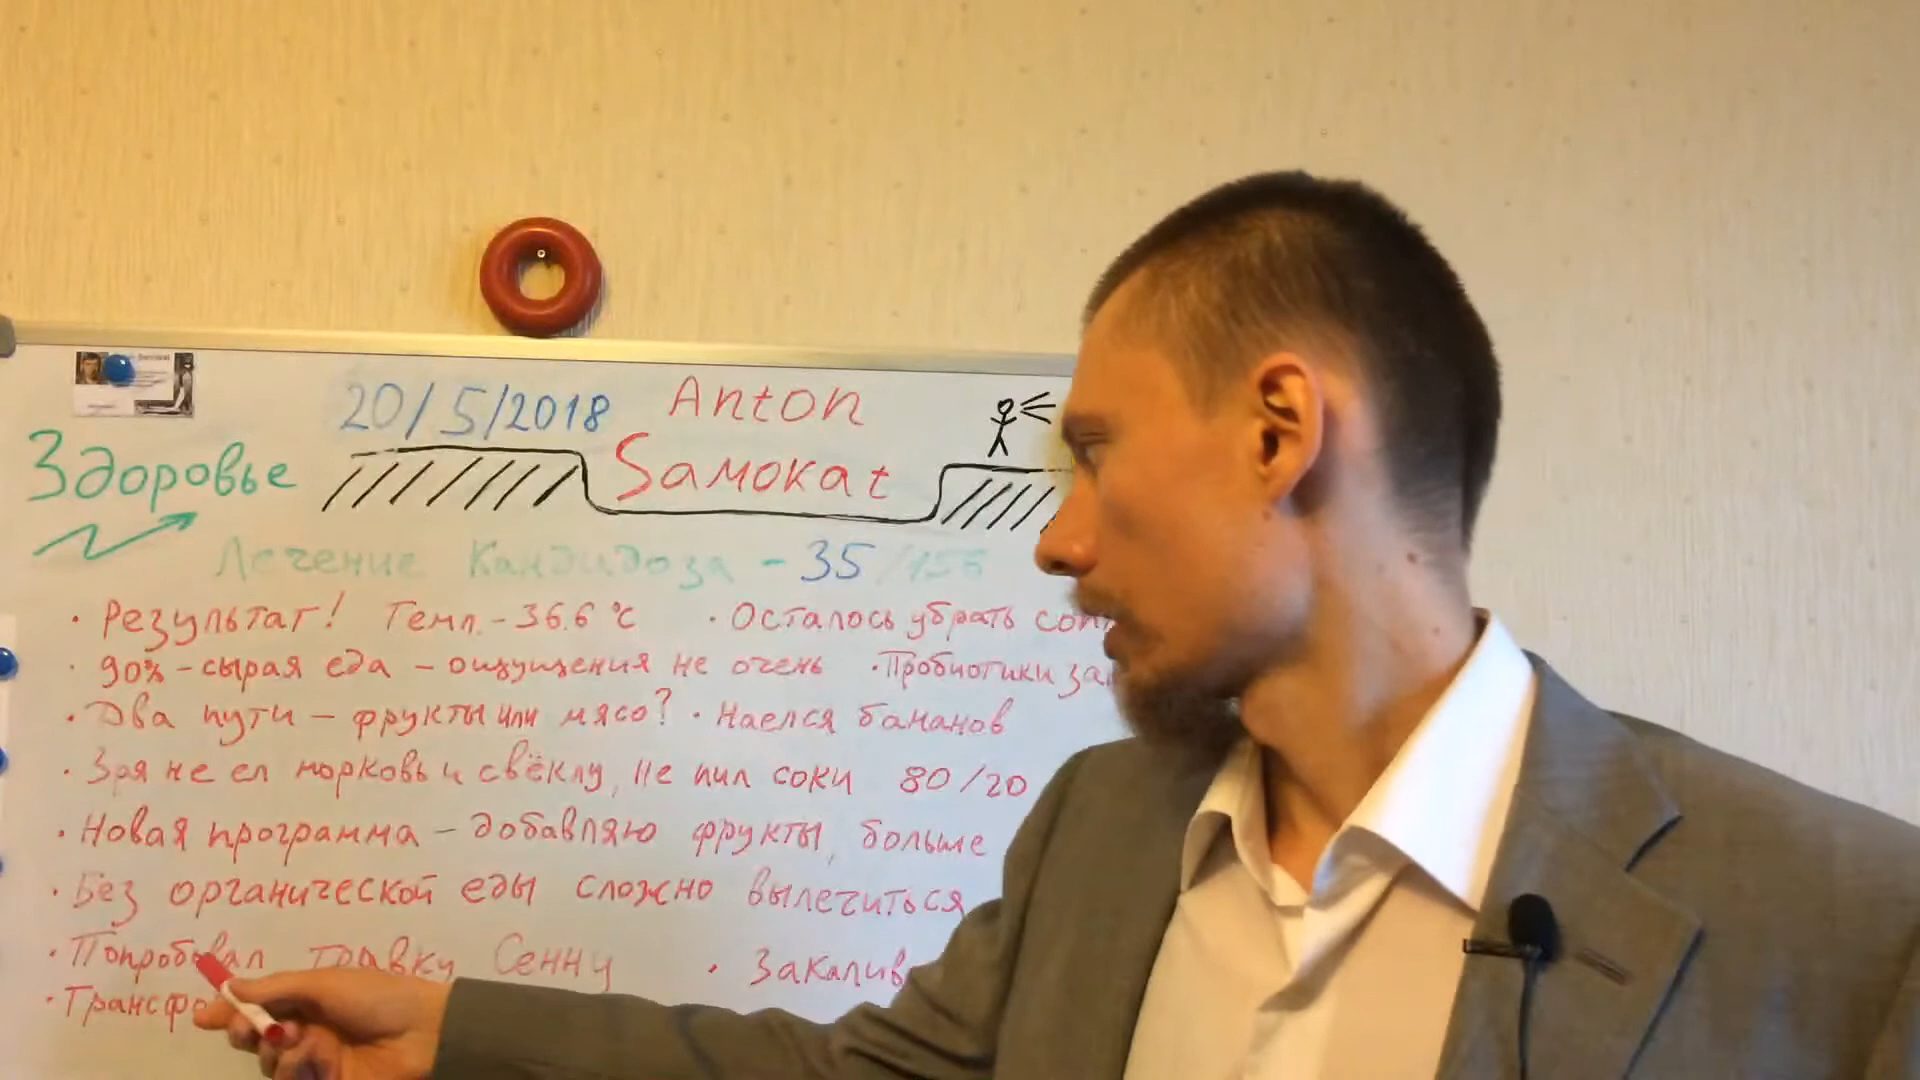 20/5/2018 Anton
Здоровье Samokat
Лечение Кандидоза - 35/155
• Результат! Темп. - 36.6 °C • Осталось убрать
• 90% - сырая еда - ощущения не очень • Пробиотики
• Два пути - фрукты или мясо? • Наелся бананов
• Зря не ел морковь и свёклу, не пил соки 80/20
• Новая программа - добавляю фрукты, больше
• Без органической еды сложно вылечиться
• Попробовал травку Сенну • Закалив
• Трансфо